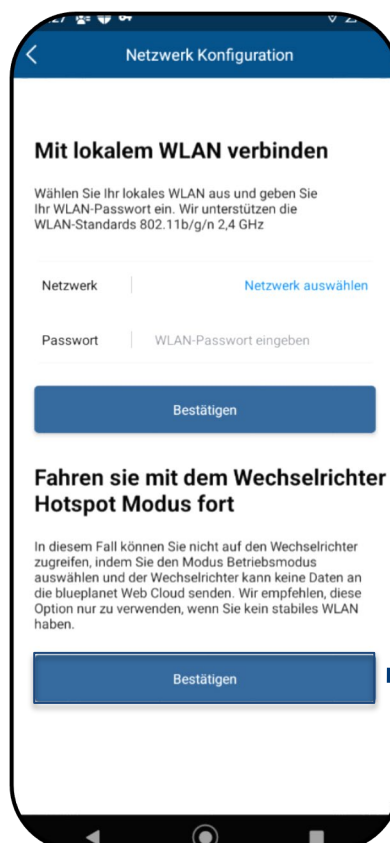 Netzwerk Konfiguration
Mit lokalem WLAN verbinden
Wählen Sie Ihr lokales WLAN aus und geben Sie
Ihr WLAN-Passwort ein. Wir unterstützen die
WLAN-Standards 802.11b/g/n 2,4 GHz
Netzwerk Netzwerk auswählen
Passwort WLAN-Passwort eingeben
Bestätigen
Fahren sie mit dem Wechselrichter
Hotspot Modus fort
In diesem Fall können Sie nicht auf den Wechselrichter
zugreifen, indem Sie den Modus Betriebsmodus
auswählen und der Wechselrichter kann keine Daten an
die blueplanet Web Cloud senden. Wir empfehlen, diese
Option nur zu verwenden, wenn Sie kein stabiles WLAN
haben.
Bestätigen